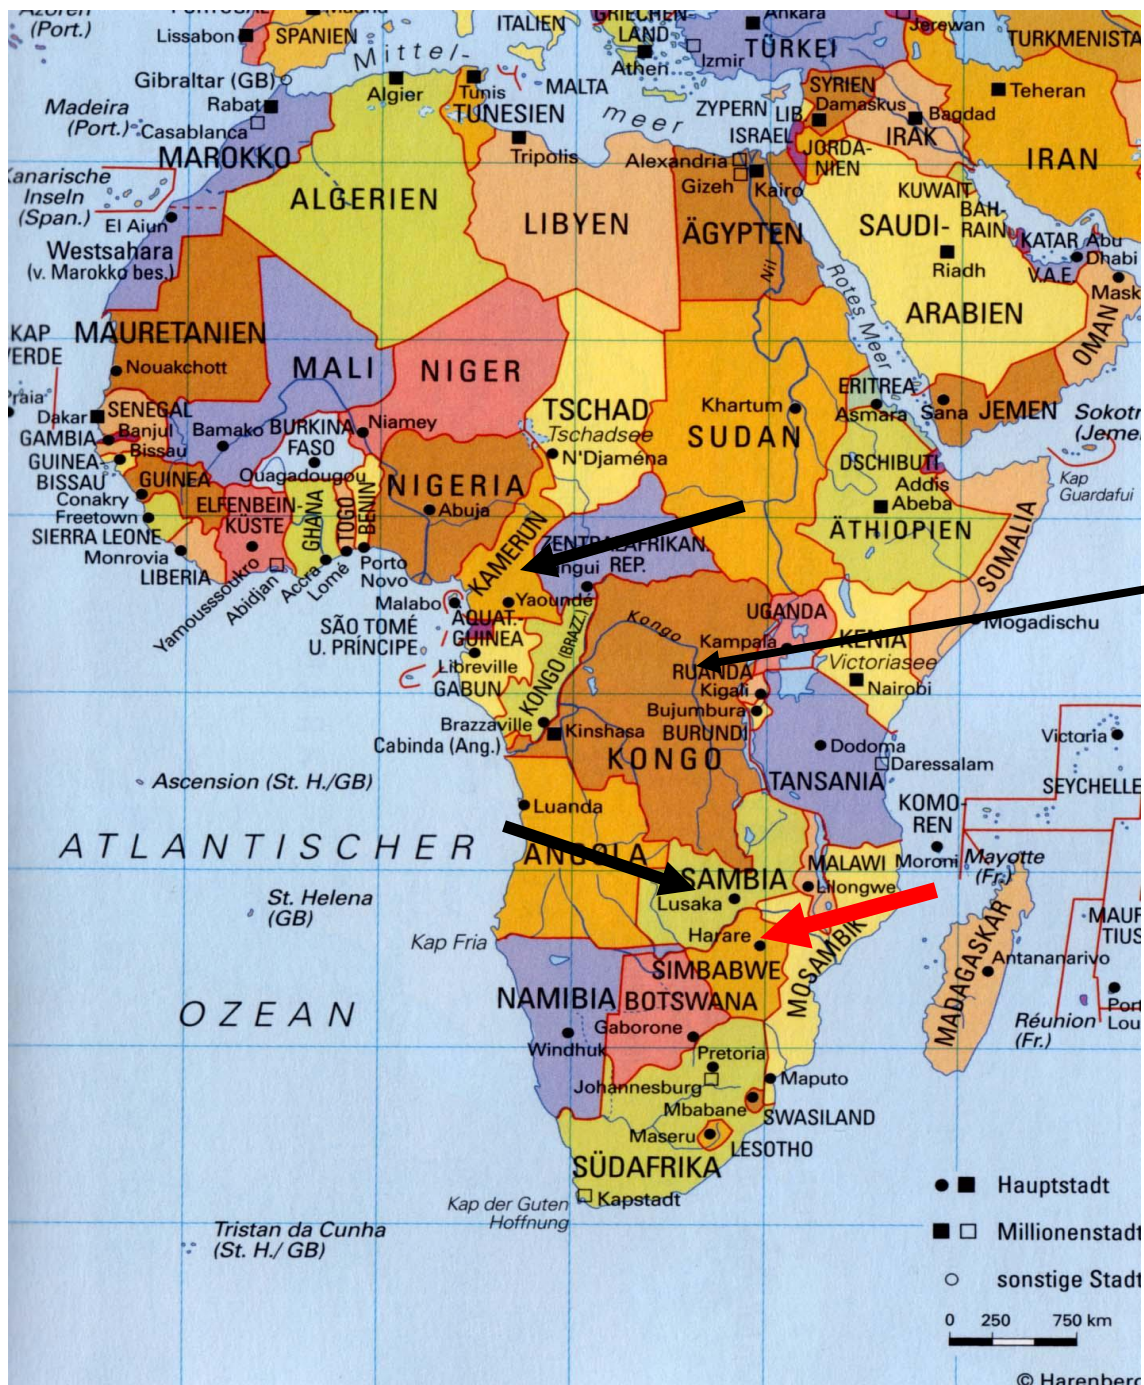 Azoren
(Port.)
Lissabon
Madrid
SPANIEN
ITALIEN
GRIECHEN
LAND
Athen
Ankara
Izmir
TÜRKEI
Jerewan
TURKMENISTA
Mittel-
meer
Gibraltar (GB)
Rabat
Algier
Tunis
TUNESIEN
MALTA
ZYPERN
LIB.
SYRIEN
Damaskus
Bagdad
Teheran
Madeira
(Port.)
Casablanca
MAROKKO
Tripolis
ISRAEL
IRAK
JORDA-
NIEN
IRAN
Alexandria
Gizeh
Kairo
KUWAIT
BAH-
RAIN
Kanarische
Inseln
(Span.)
El Aiun
ALGERIEN
LIBYEN
ÄGYPTEN
SAUDI-
Riadh
ARABIEN
KATAR
Abu
Dhabi
V.A.E.
Mask
OMAN
Westsahara
(v. Marokko bes.)
Nil
Rotes Meer
KAP
VERDE
Praia
MAURETANIEN
Nouakchott
MALI
NIGER
TSCHAD
Tschadsee
N'Djaména
Khartum
SUDAN
ERITREA
Asmara
Sana
JEMEN
Sokotr
(Jeme
Kap
Guardafui
Dakar
SENEGAL
GAMBIA
Banjul
Bissau
GUINEA
BISSAU
Bamako
BURKINA
FASO
Ouagadougou
Niamey
DSCHIBUTI
Addis
Abeba
ÄTHIOPIEN
SOMALIA
Conakry
GUINEA
Freetown
SIERRA LEONE
Monrovia
LIBERIA
ELFENBEIN-
KÜSTE
GHANA
TOGO
BENIN
NIGERIA
Abuja
Yamousssoukro
Abidjan
Accra
Lomé
Porto
Novo
KAMERUN
ZENTRALAFRIKAN.
REP.
Malabo
Yaoundé
SÃO TOMÉ
U. PRÍNCIPE
ÄQUAT.-
GUINEA
Libreville
GABUN
KONGO (BRAZZ.)
Kongo
UGANDA
Kampala
KENIA
Victoriasee
Nairobi
Mogadischu
RUANDA
Kigali
Bujumbura
BURUNDI
Brazzaville
Cabinda (Ang.)
Kinshasa
KONGO
Dodoma
Daressalam
TANSANIA
Victoria
SEYCHELLE
Ascension (St. H./GB)
Luanda
KOMO-
REN
Moroni
Mayotte
(Fr.)
ATLANTISCHER
OZEAN
ANGOLA
SAMBIA
Lusaka
MALAWI
Lilongwe
St. Helena
(GB)
Kap Fria
Harare
SIMBABWE
MOSAMBIK
MADAGASKAR
Antananarivo
MAUR
TIUS
Port
Lou
Réunion
(Fr.)
NAMIBIA
Windhuk
BOTSWANA
Gaborone
Pretoria
Johannesburg
Maputo
Mbabane
SWASILAND
Maseru
LESOTHO
SÜDAFRIKA
Kapstadt
Kap der Guten
Hoffnung
Tristan da Cunha
(St. H./ GB)
Hauptstadt
Millionenstadt
sonstige Stadt
0 250 750 km
© Harenberg